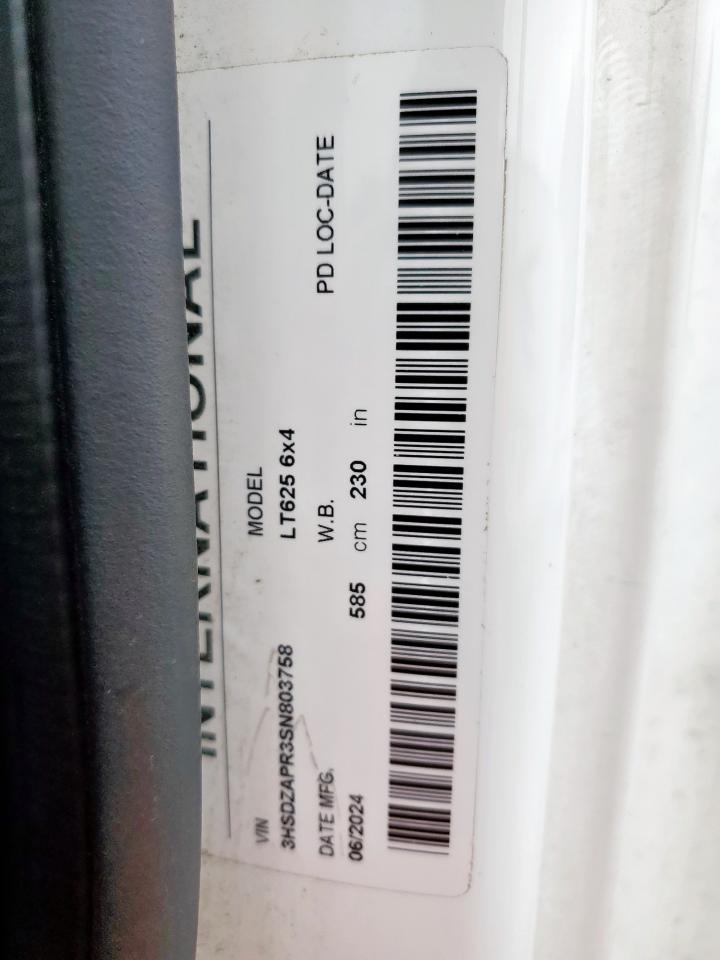 INTERNATIONAL
VIN MODEL
3HSDZAPR3SN803758 LT625 6x4
DATE MFG. W.B. PD LOC-DATE
06/2024 585 cm 230 in